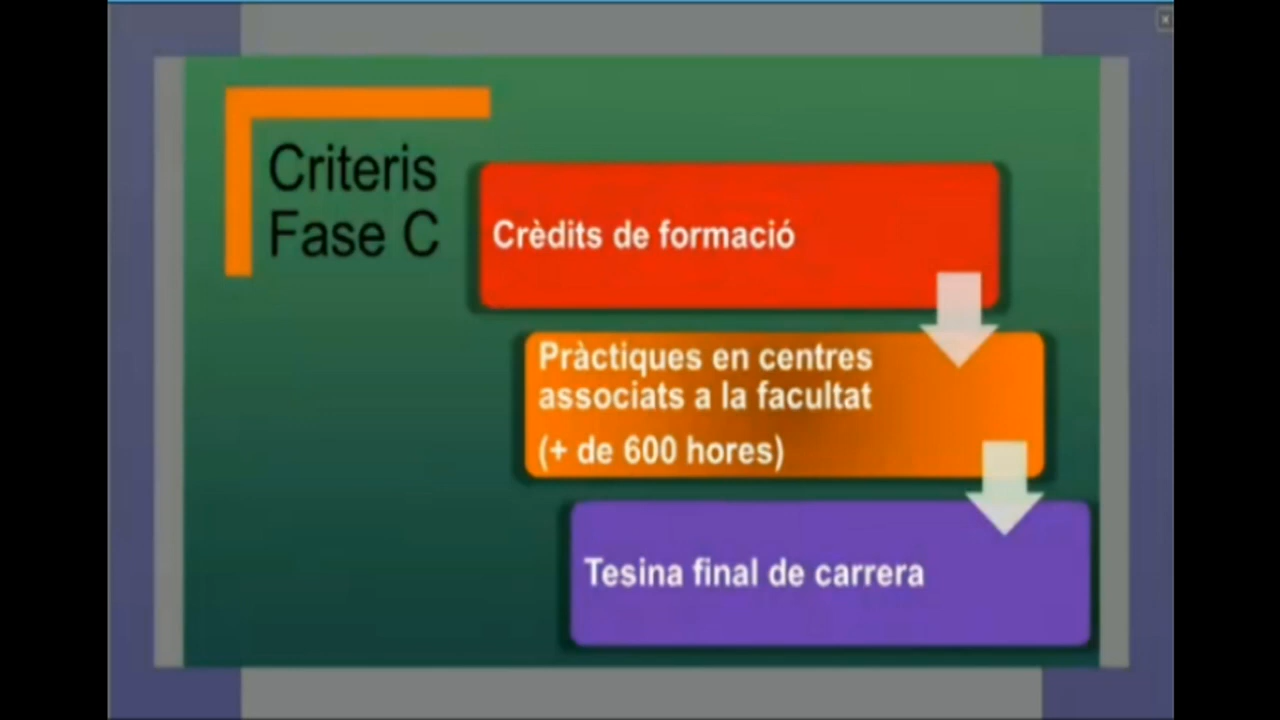 Criteris
Fase C
Crèdits de formació
Pràctiques en centres
associats a la facultat
(+ de 600 hores)
Tesina final de carrera